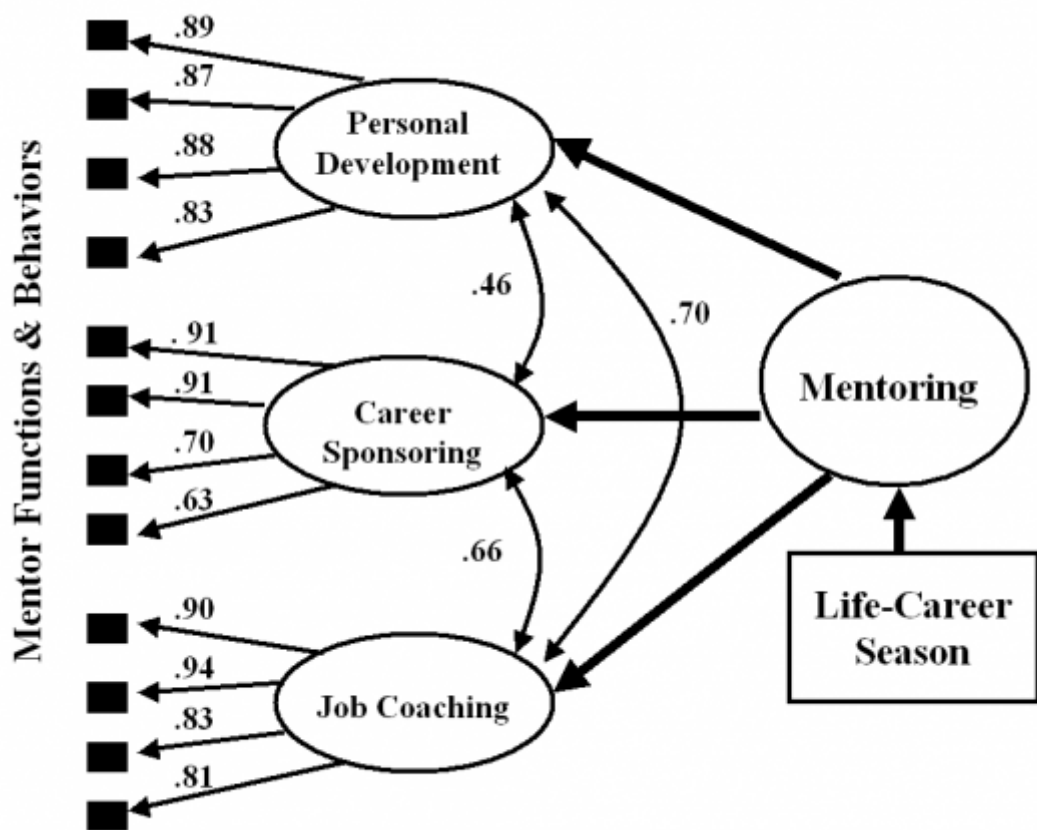 Mentor Functions & Behaviors
.89
.87
.88
.83
Personal
Development
.46
.70
. 91
.91
.70
.63
Career
Sponsoring
Mentoring
.66
.90
.94
.83
.81
Job Coaching
Life-Career
Season